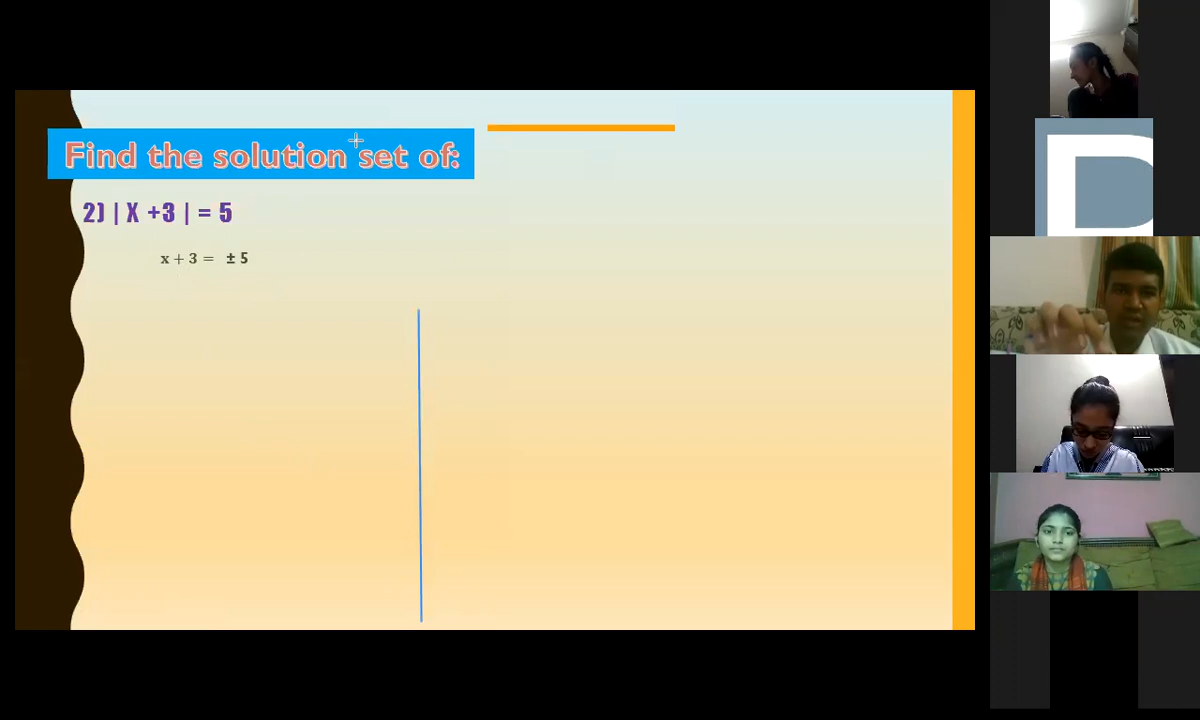 Find the solution set of:
2) | X +3 | = 5
x + 3 = ± 5